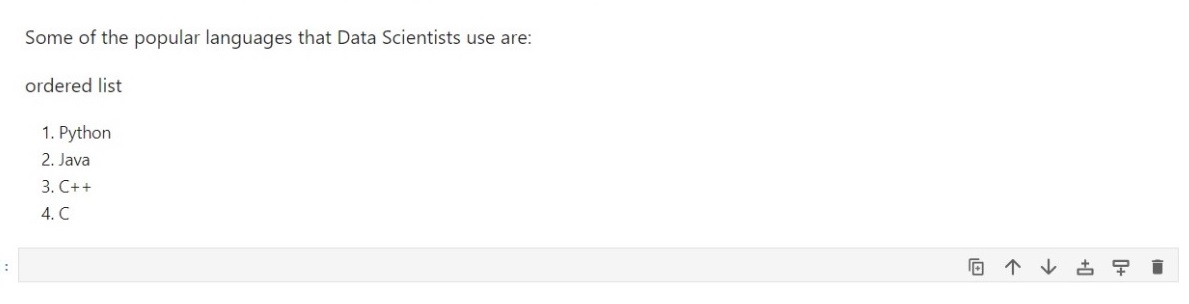 Some of the popular languages that Data Scientists use are:
ordered list
1. Python
2. Java
3. C++
4. C
: